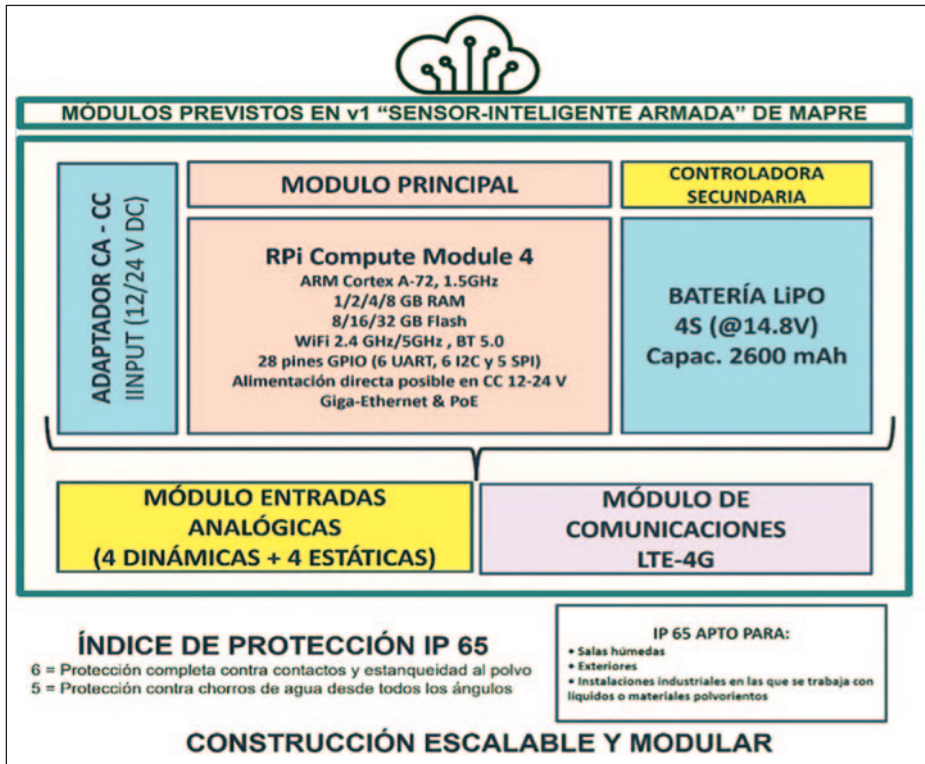 MÓDULOS PREVISTOS EN v1 “SENSOR-INTELIGENTE ARMADA” DE MAPRE
ADAPTADOR CA - CC
IINPUT (12/24 V DC)
MODULO PRINCIPAL
RPi Compute Module 4
ARM Cortex A-72, 1.5GHz
1/2/4/8 GB RAM
8/16/32 GB Flash
WiFi 2.4 GHz/5GHz , BT 5.0
28 pines GPIO (6 UART, 6 I2C y 5 SPI)
Alimentación directa posible en CC 12-24 V
Giga-Ethernet & PoE
CONTROLADORA
SECUNDARIA
BATERÍA LiPO
4S (@14.8V)
Capac. 2600 mAh
MÓDULO ENTRADAS
ANALÓGICAS
(4 DINÁMICAS + 4 ESTÁTICAS)
MÓDULO DE
COMUNICACIONES
LTE-4G
ÍNDICE DE PROTECCIÓN IP 65
6 = Protección completa contra contactos y estanqueidad al polvo
5 = Protección contra chorros de agua desde todos los ángulos
IP 65 APTO PARA:
• Salas húmedas
• Exteriores
• Instalaciones industriales en las que se trabaja con
líquidos o materiales polvorientos
CONSTRUCCIÓN ESCALABLE Y MODULAR